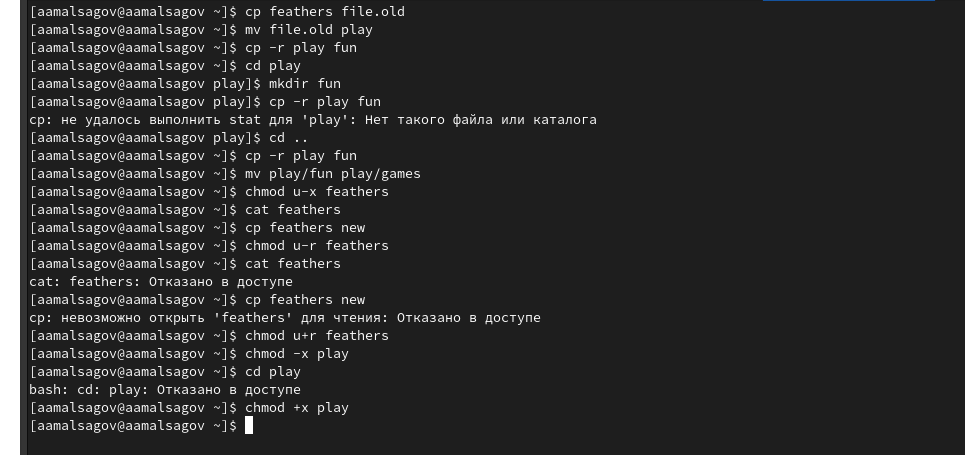 [aamalsagov@aamalsagov ~]$ cp feathers file.old
[aamalsagov@aamalsagov ~]$ mv file.old play
[aamalsagov@aamalsagov ~]$ cp -r play fun
[aamalsagov@aamalsagov ~]$ cd play
[aamalsagov@aamalsagov play]$ mkdir fun
[aamalsagov@aamalsagov play]$ cp -r play fun
cp: не удалось выполнить stat для 'play': Нет такого файла или каталога
[aamalsagov@aamalsagov play]$ cd ..
[aamalsagov@aamalsagov ~]$ cp -r play fun
[aamalsagov@aamalsagov ~]$ mv play/fun play/games
[aamalsagov@aamalsagov ~]$ chmod u-x feathers
[aamalsagov@aamalsagov ~]$ cat feathers
[aamalsagov@aamalsagov ~]$ cp feathers new
[aamalsagov@aamalsagov ~]$ chmod u-r feathers
[aamalsagov@aamalsagov ~]$ cat feathers
cat: feathers: Отказано в доступе
[aamalsagov@aamalsagov ~]$ cp feathers new
cp: невозможно открыть 'feathers' для чтения: Отказано в доступе
[aamalsagov@aamalsagov ~]$ chmod u+r feathers
[aamalsagov@aamalsagov ~]$ chmod -x play
[aamalsagov@aamalsagov ~]$ cd play
bash: cd: play: Отказано в доступе
[aamalsagov@aamalsagov ~]$ chmod +x play
[aamalsagov@aamalsagov ~]$